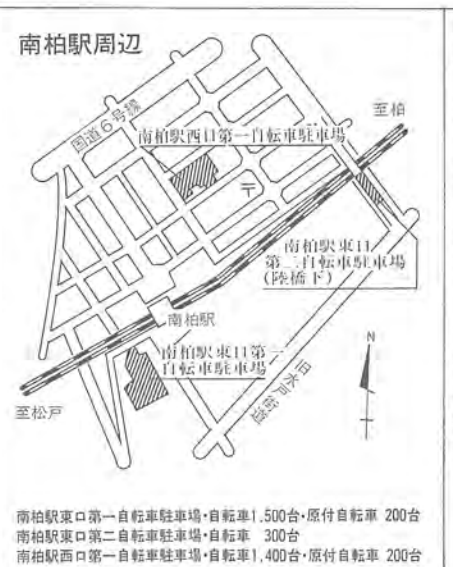 南柏駅周辺
国道6号線
至柏
南柏駅西口第一自転車駐車場
〒
南柏駅東口
第二自転車駐車場
(陸橋下)
南柏駅
南柏駅東口第一
自転車駐車場
旧水戸街道
N
至松戸
南柏駅東口第一自転車駐車場・自転車1,500台・原付自転車 200台
南柏駅東口第二自転車駐車場・自転車 300台
南柏駅西口第一自転車駐車場・自転車1,400台・原付自転車 200台